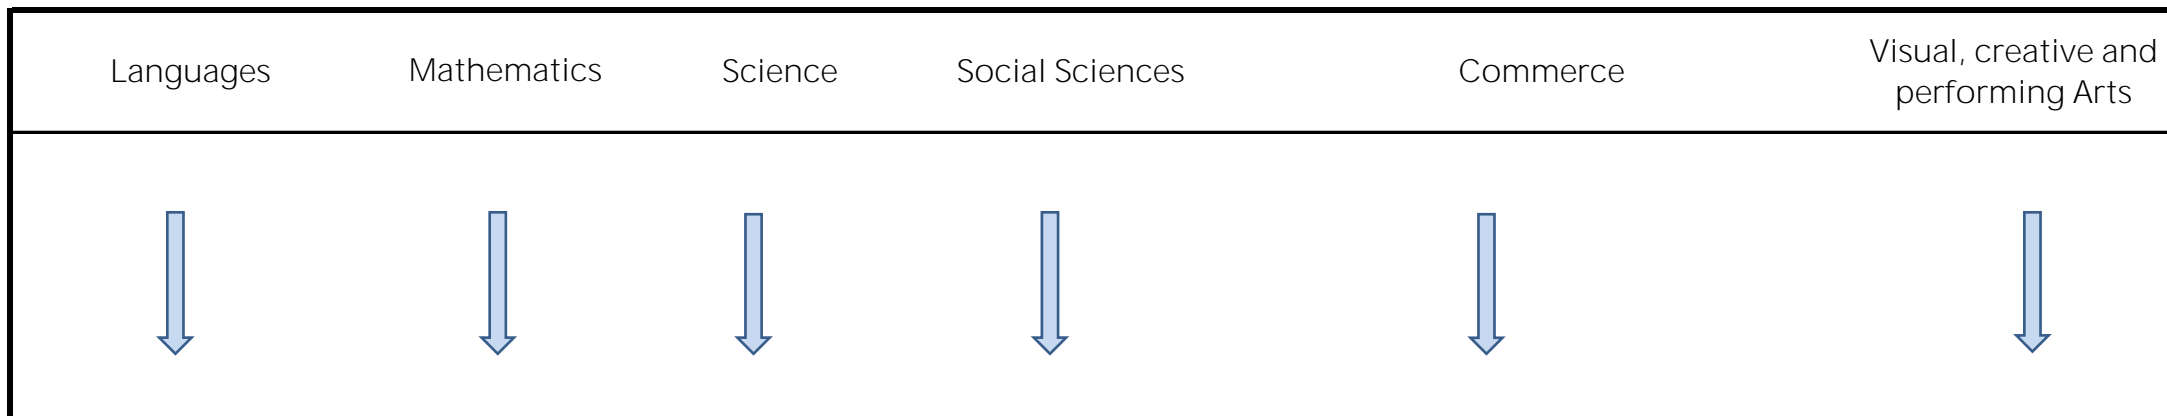 Languages
Mathematics
Science
Social Sciences
Commerce
Visual, creative and
performing Arts